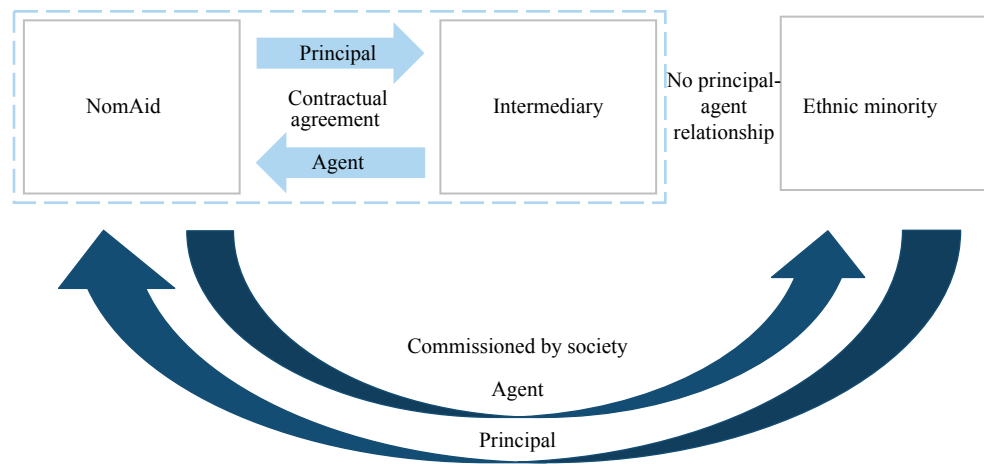 Principal
NomAid
Contractual
agreement
Intermediary
Agent
No principal-
agent
relationship
Ethnic minority
Commissioned by society
Agent
Principal